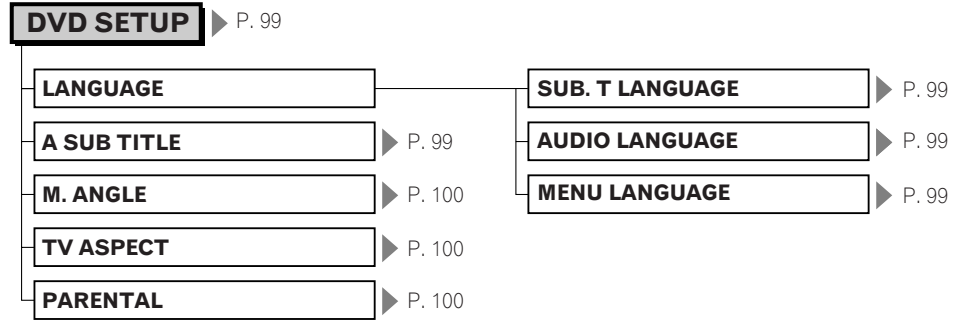 DVD SETUP P. 99
LANGUAGE SUB. T LANGUAGE P. 99
A SUB TITLE P. 99 AUDIO LANGUAGE P. 99
M. ANGLE P. 100 MENU LANGUAGE P. 99
TV ASPECT P. 100
PARENTAL P. 100